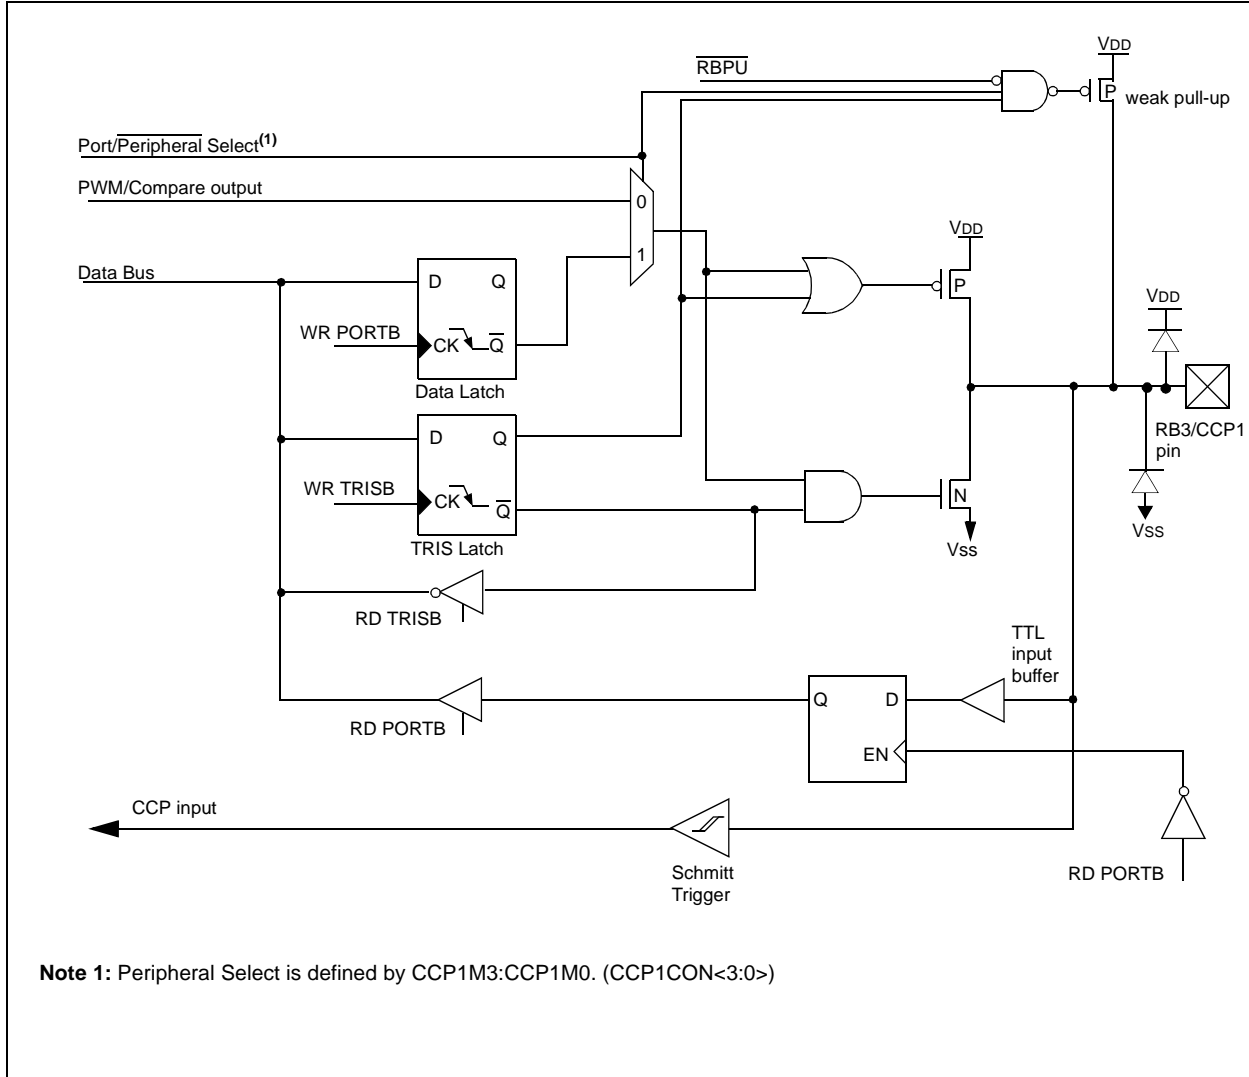 VDD
RBPU
P
weak pull-up
Port/Peripheral Select(1)
PWM/Compare output
0
1
VDD
Data Bus
D Q
P
VDD
WR PORTB
CK Q
Data Latch
D Q
RB3/CCP1
pin
WR TRISB
CK Q
N
TRIS Latch
VSS
VSS
RD TRISB
TTL
input
buffer
Q D
RD PORTB
EN
CCP input
Schmitt
Trigger
RD PORTB
Note 1: Peripheral Select is defined by CCP1M3:CCP1M0. (CCP1CON<3:0>)